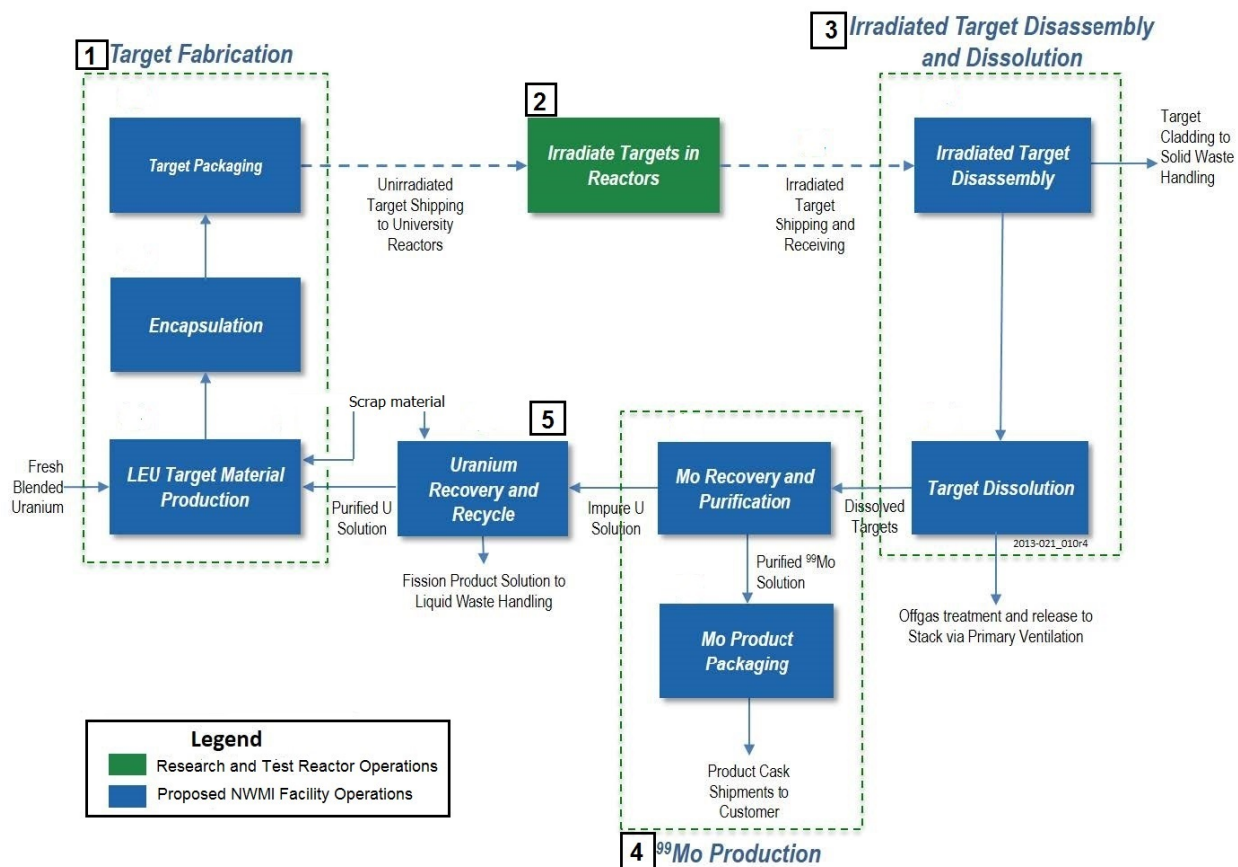 1 Target Fabrication
3 Irradiated Target Disassembly
and Dissolution
2
Target Packaging
Unirradiated
Target Shipping
to University
Reactors
Irradiate Targets in
Reactors
Irradiated
Target
Shipping and
Receiving
Irradiated Target
Disassembly
Target
Cladding to
Solid Waste
Handling
Encapsulation
Scrap material
5
Fresh
Blended
Uranium
LEU Target Material
Production
Purified U
Solution
Uranium
Recovery and
Recycle
Impure U
Solution
Mo Recovery and
Purification
Dissolved
Targets
Target Dissolution
2013-021_010r4
Fission Product Solution to
Liquid Waste Handling
Purified ⁹⁹Mo
Solution
Offgas treatment and release to
Stack via Primary Ventilation
Mo Product
Packaging
Product Cask
Shipments to
Customer
Legend
Research and Test Reactor Operations
Proposed NWMI Facility Operations
4 ⁹⁹Mo Production